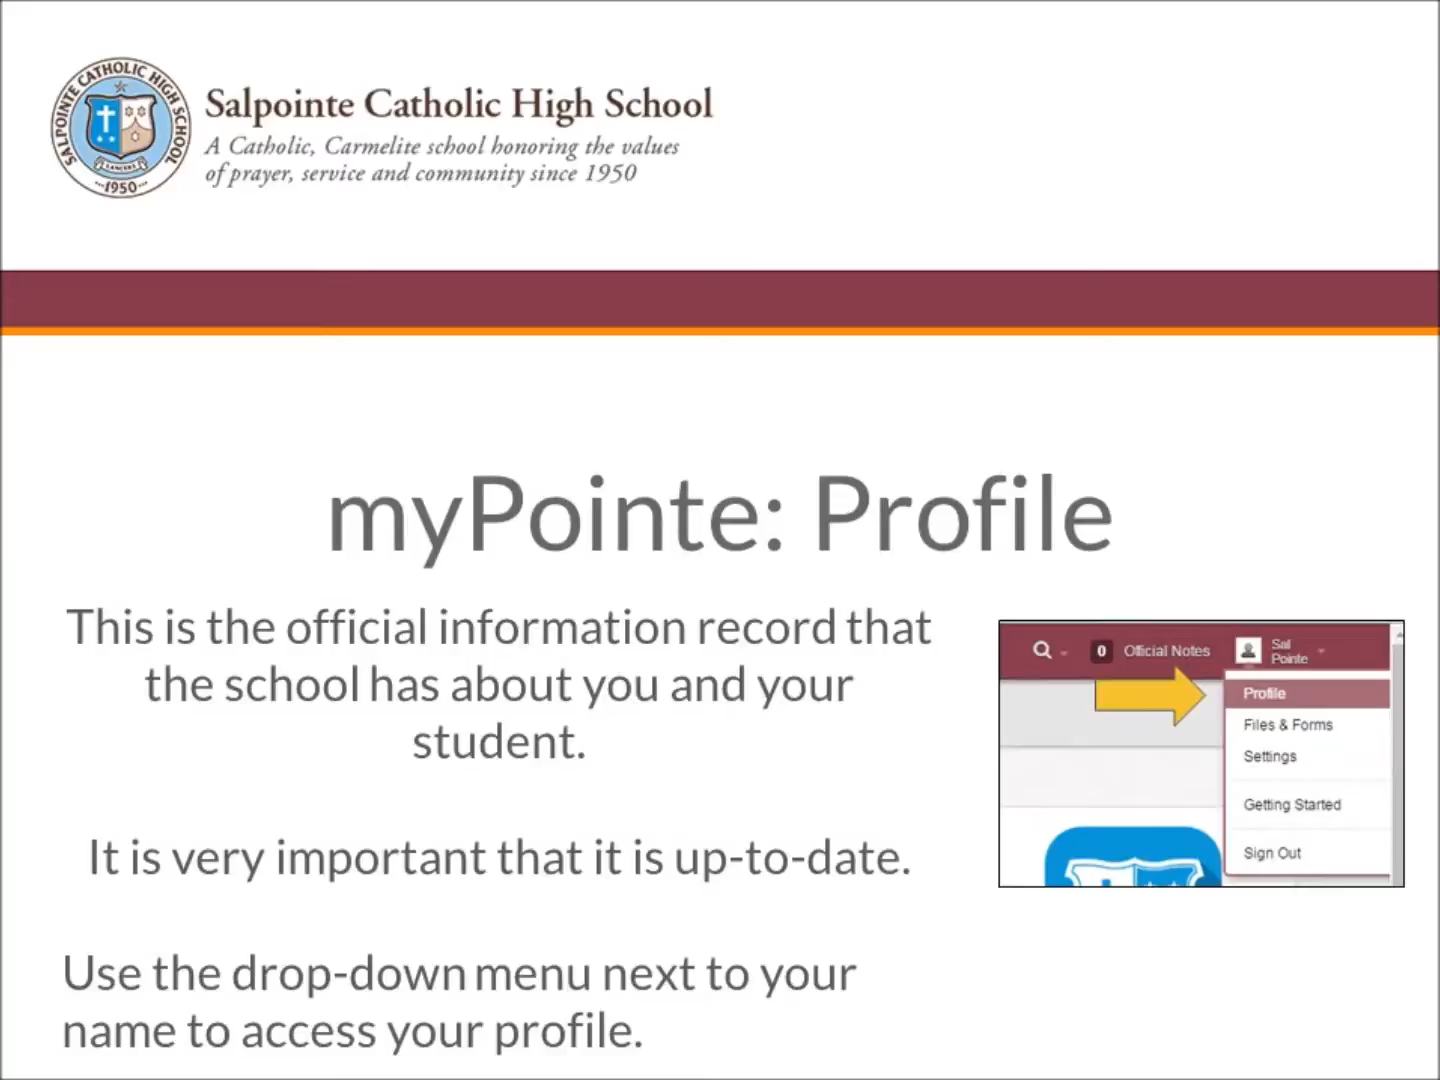 SALPOINTE CATHOLIC HIGH SCHOOL
LANCERS
1950
Salpointe Catholic High School
A Catholic, Carmelite school honoring the values
of prayer, service and community since 1950
myPointe: Profile
This is the official information record that
the school has about you and your
student.
It is very important that it is up-to-date.
Use the drop-down menu next to your
name to access your profile.
0 Official Notes
Sal
Pointe
Profile
Files & Forms
Settings
Getting Started
Sign Out